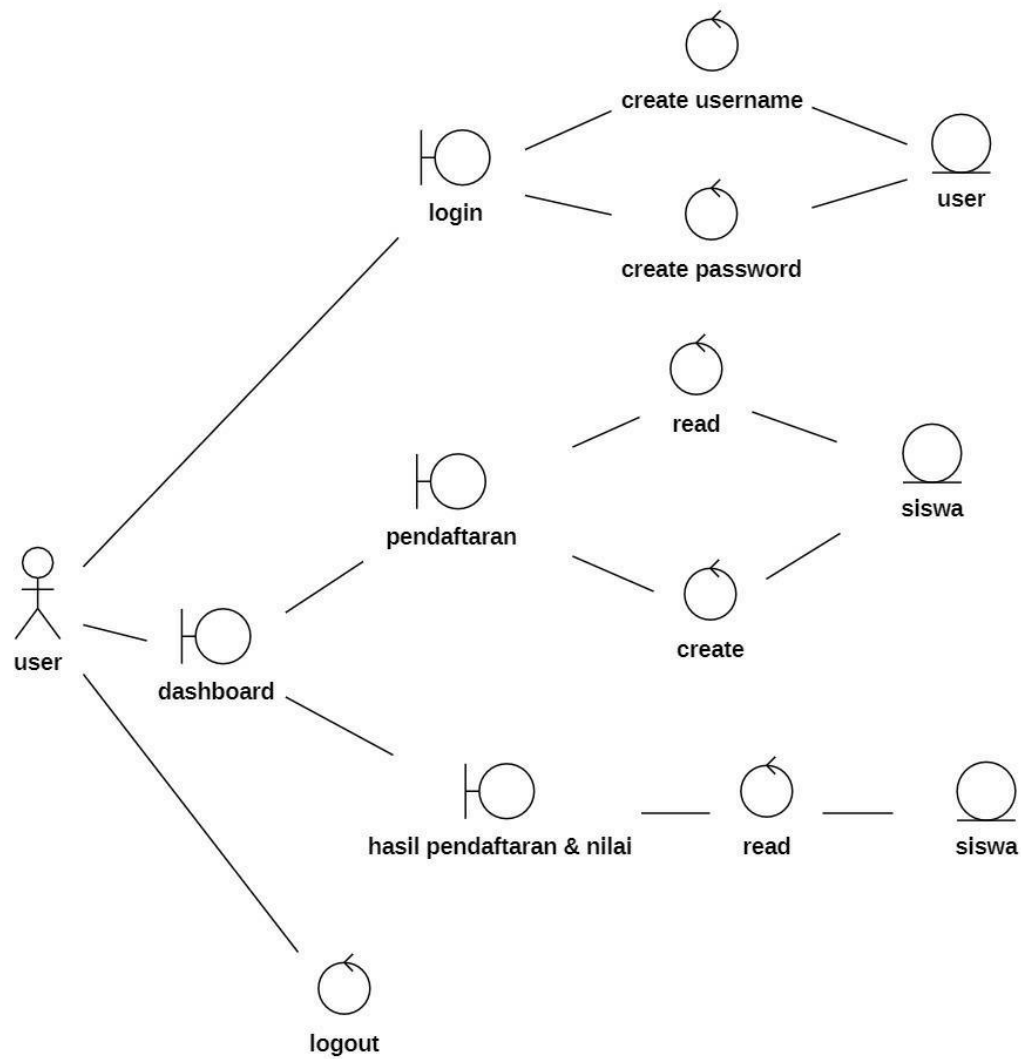 create username
login
user
create password
read
pendaftaran
siswa
create
user
dashboard
hasil pendaftaran & nilai
read
siswa
logout